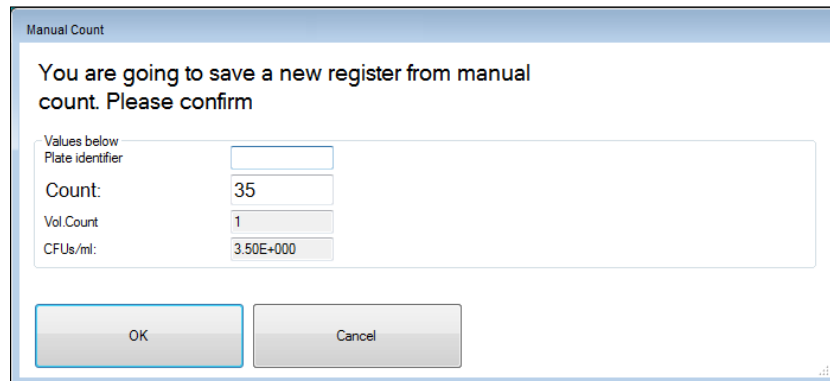 Manual Count
You are going to save a new register from manual
count. Please confirm
Values below
Plate identifier
Count: 35
Vol.Count 1
CFUs/ml: 3.50E+000
OK Cancel